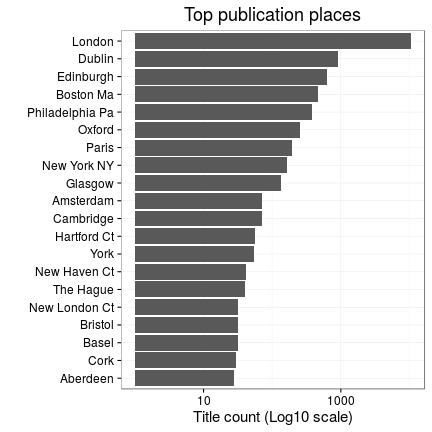 Top publication places
London
Dublin
Edinburgh
Boston Ma
Philadelphia Pa
Oxford
Paris
New York NY
Glasgow
Amsterdam
Cambridge
Hartford Ct
York
New Haven Ct
The Hague
New London Ct
Bristol
Basel
Cork
Aberdeen
10 1000
Title count (Log10 scale)